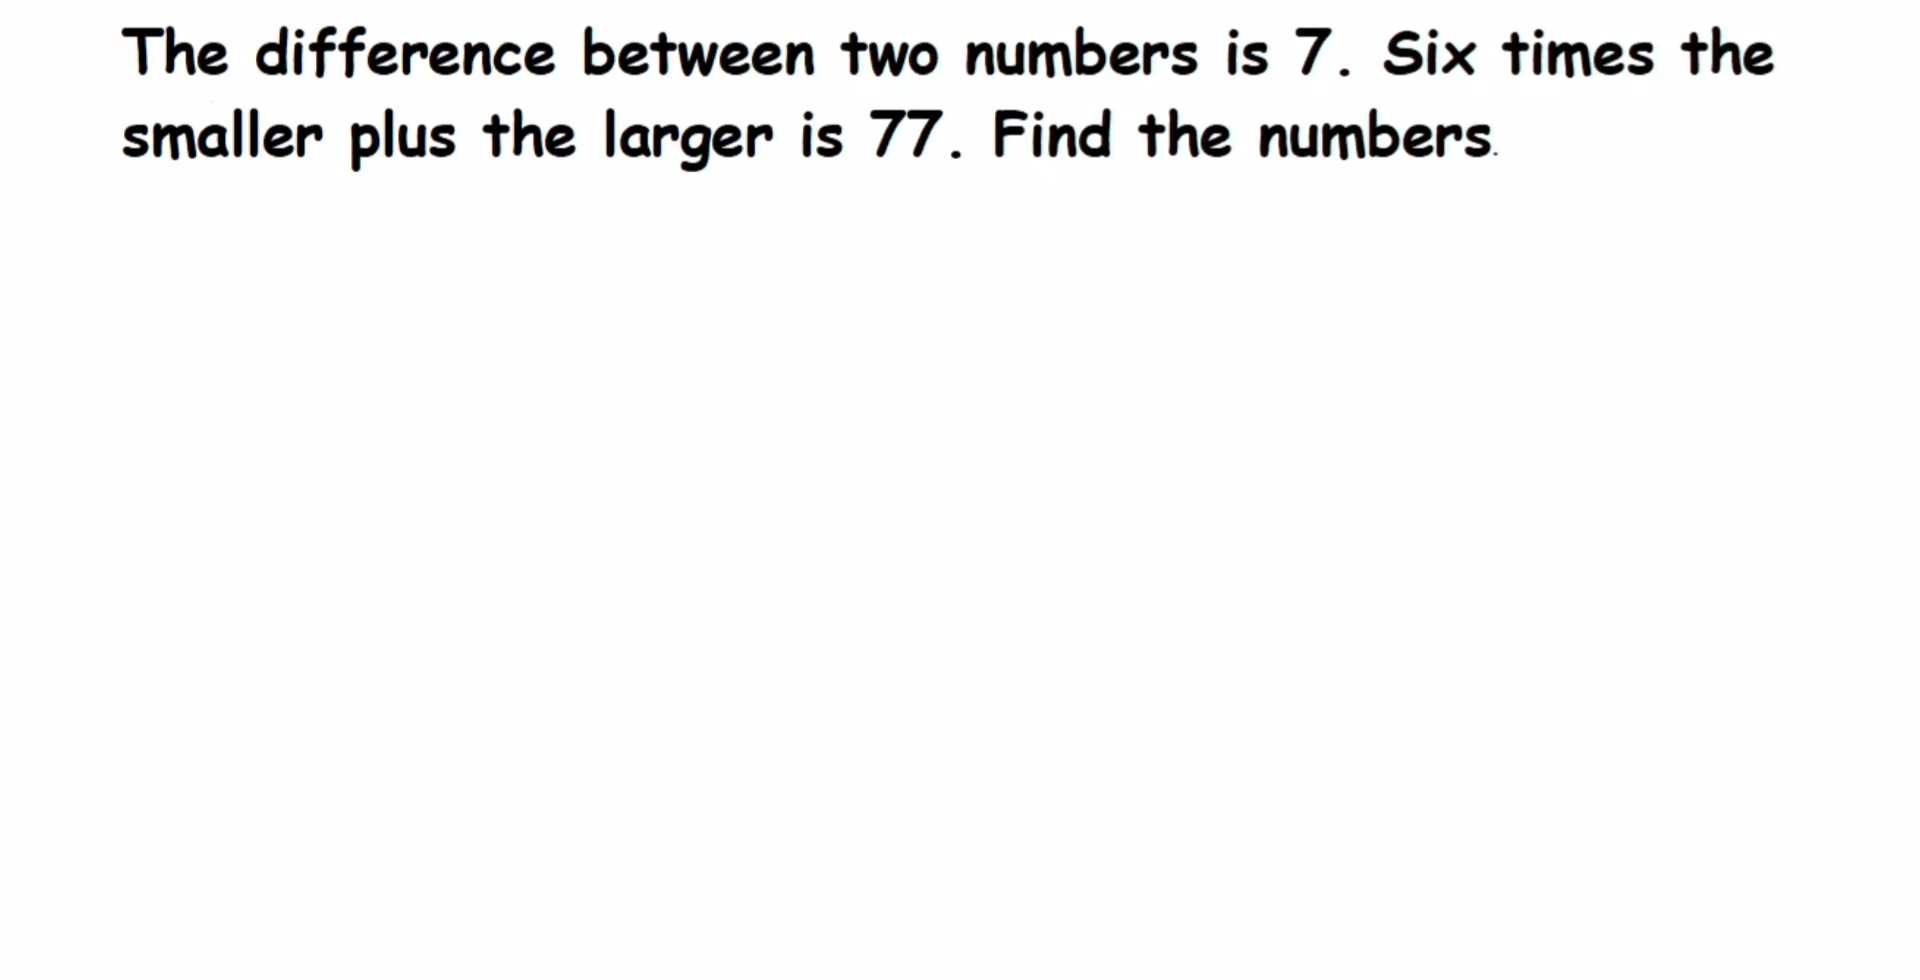 The difference between two numbers is 7. Six times the
smaller plus the larger is 77. Find the numbers.